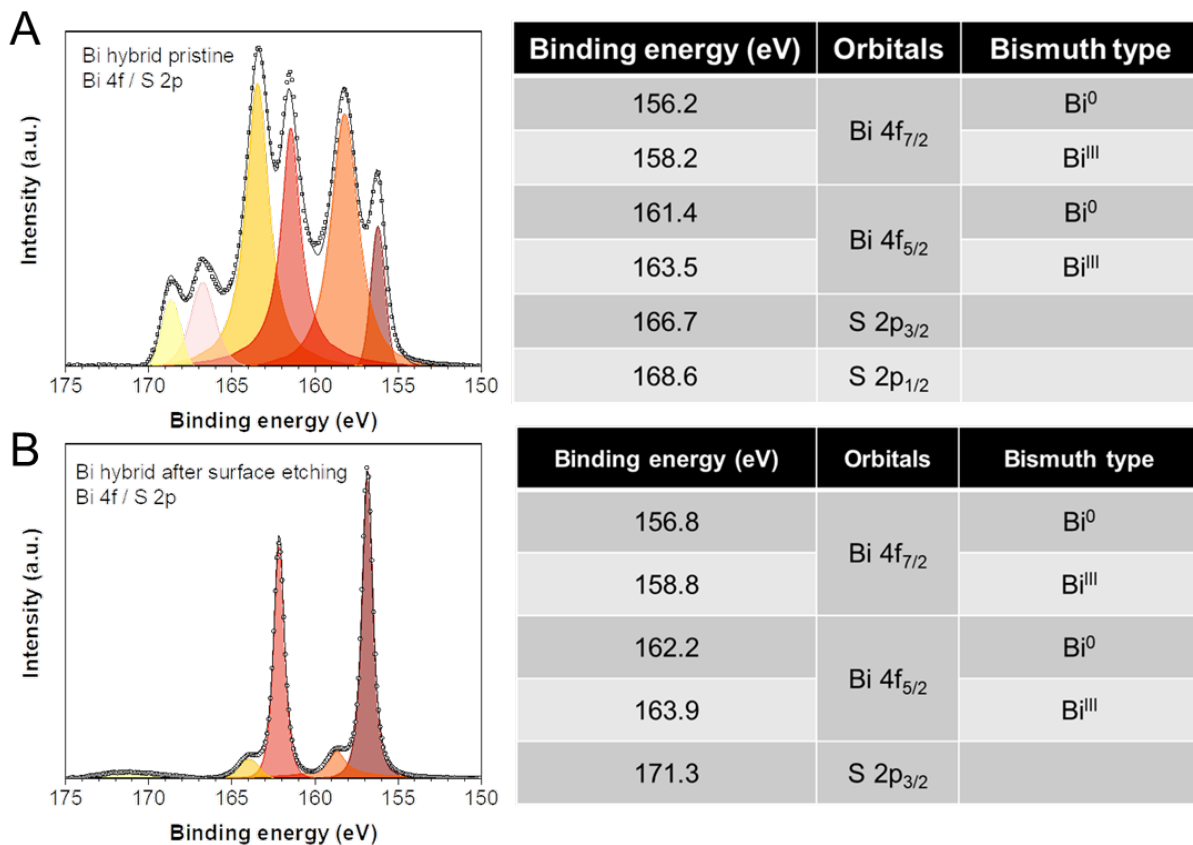 A
Bi hybrid pristine
Bi 4f / S 2p
Intensity (a.u.)
175 170 165 160 155 150
Binding energy (eV)
Binding energy (eV) Orbitals Bismuth type
156.2 Bi 4f7/2 Bi⁰
158.2 Biᴵᴵᴵ
161.4 Bi 4f5/2 Bi⁰
163.5 Biᴵᴵᴵ
166.7 S 2p3/2
168.6 S 2p1/2
B
Bi hybrid after surface etching
Bi 4f / S 2p
Intensity (a.u.)
175 170 165 160 155 150
Binding energy (eV)
Binding energy (eV) Orbitals Bismuth type
156.8 Bi 4f7/2 Bi⁰
158.8 Biᴵᴵᴵ
162.2 Bi 4f5/2 Bi⁰
163.9 Biᴵᴵᴵ
171.3 S 2p3/2